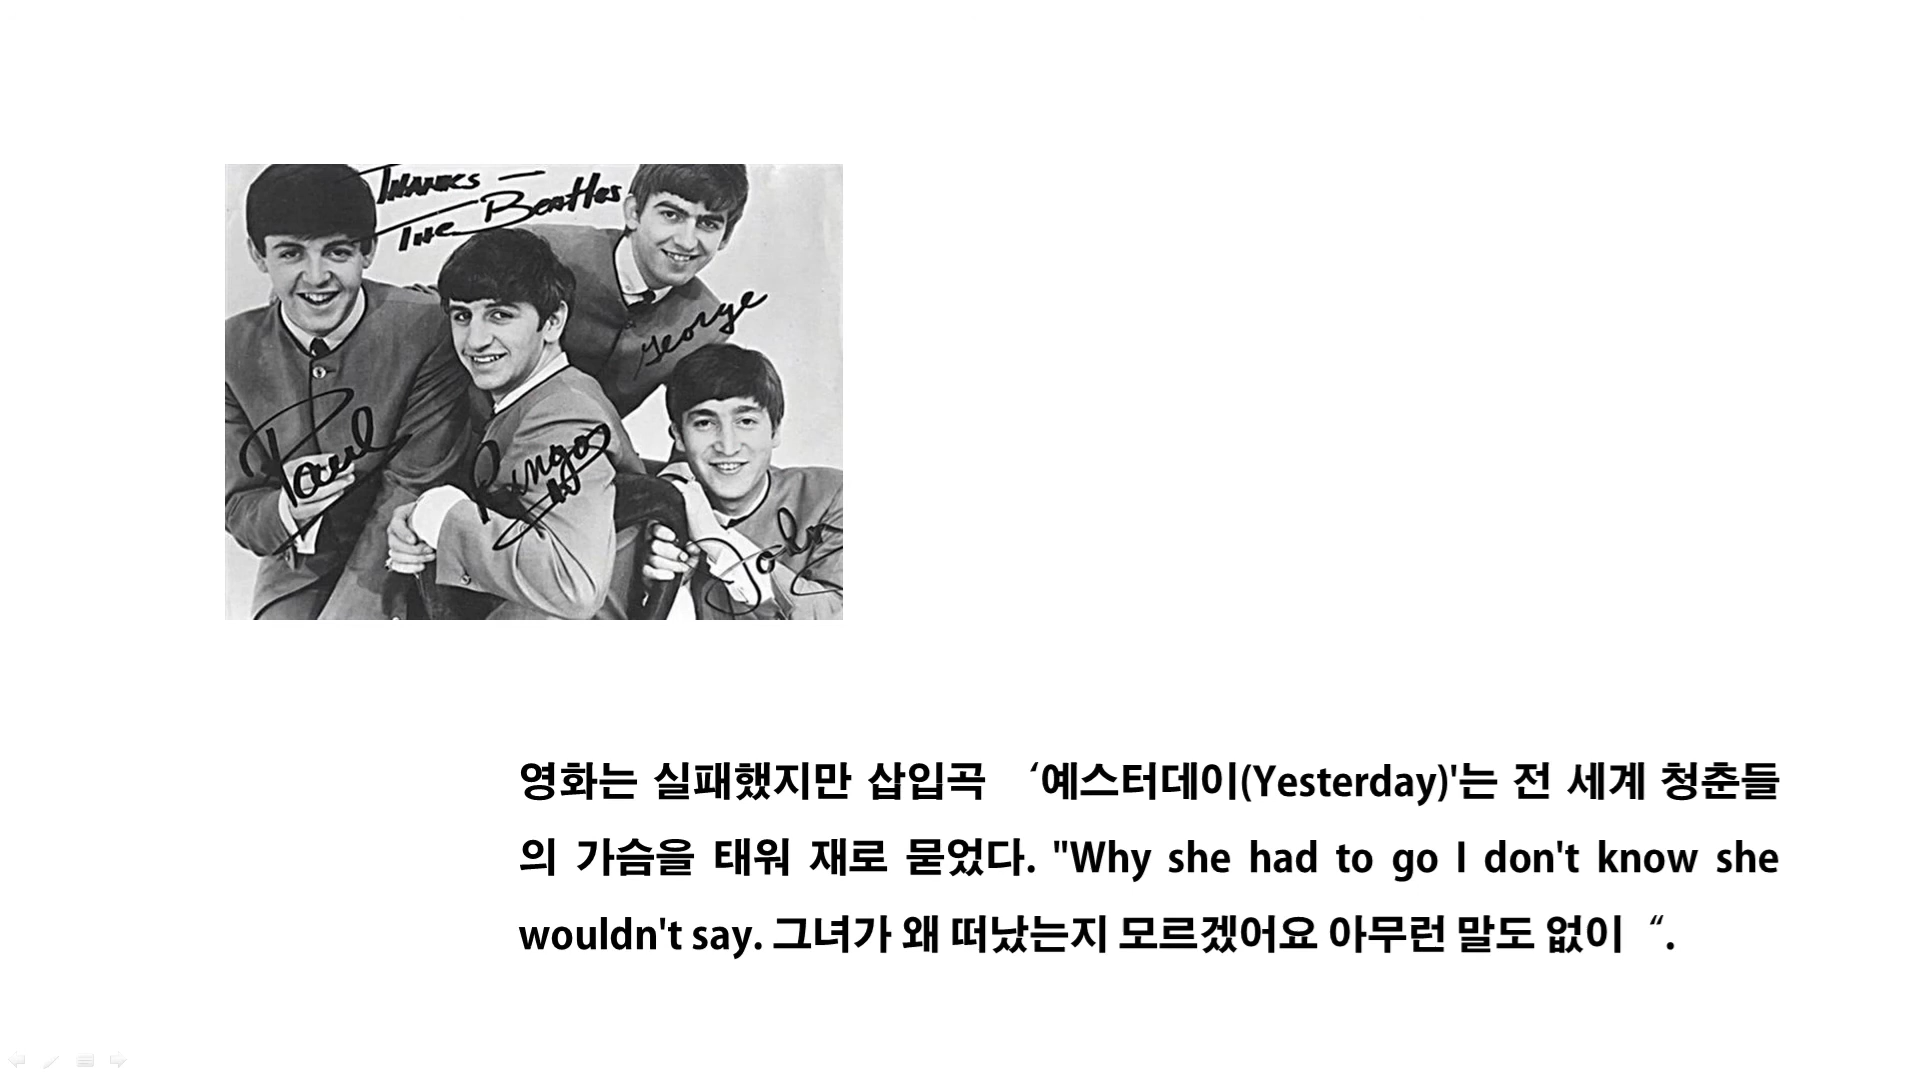 THANKS —
THE BEATLES
George
Paul
Ringo
John
영화는 실패했지만 삽입곡 ‘예스터데이(Yesterday)'는 전 세계 청춘들
의 가슴을 태워 재로 묻었다. "Why she had to go I don't know she
wouldn't say. 그녀가 왜 떠났는지 모르겠어요 아무런 말도 없이 “.